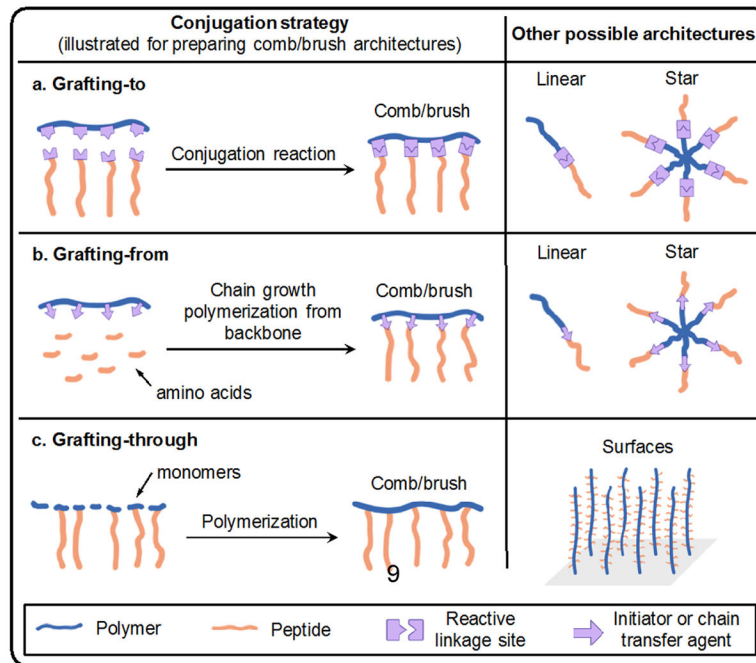 Conjugation strategy
(illustrated for preparing comb/brush architectures)
Other possible architectures
a. Grafting-to
Conjugation reaction
Comb/brush
Linear
Star
b. Grafting-from
Chain growth
polymerization from
backbone
amino acids
Comb/brush
Linear
Star
c. Grafting-through
monomers
Polymerization
Comb/brush
9
Surfaces
Polymer
Peptide
Reactive
linkage site
Initiator or chain
transfer agent